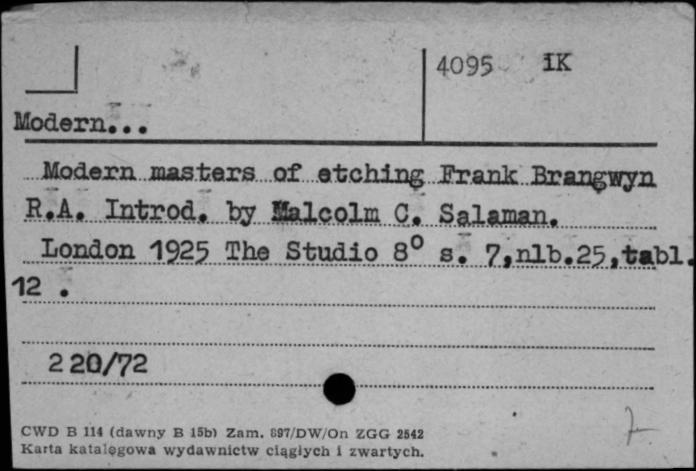 4095 IK
Modern...
Modern masters of etching Frank Brangwyn
R.A. Introd. by Malcolm C. Salaman.
London 1925 The Studio 8° s. 7,nlb.25,tabl.
12 .
2 20/72
CWD B 114 (dawny B 15b) Zam. 897/DW/On ZGG 2542
Karta katalogowa wydawnictw ciągłych i zwartych.